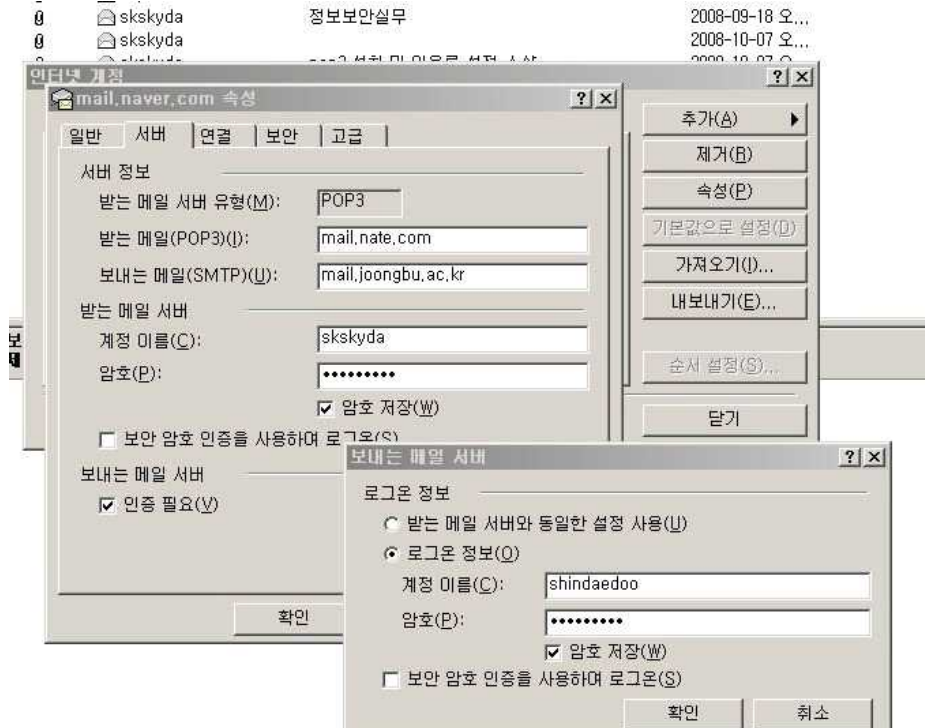 skskyda 정보보안실무 2008-09-18 오...
skskyda 2008-10-07 오...
인터넷 계정
mail.naver.com 속성
일반 서버 연결 보안 고급
서버 정보
받는 메일 서버 유형(M): POP3
받는 메일(POP3)(I): mail.nate.com
보내는 메일(SMTP)(U): mail.joongbu.ac.kr
받는 메일 서버
계정 이름(C): skskyda
암호(P): •••••••••
암호 저장(W)
보안 암호 인증을 사용하며 로그온(S)
보내는 메일 서버
인증 필요(V)
확인
추가(A)
제거(R)
속성(P)
기본값으로 설정(D)
가져오기(I)...
내보내기(E)...
순서 설정(S)...
닫기
보내는 메일 서버
로그온 정보
받는 메일 서버와 동일한 설정 사용(U)
로그온 정보(O)
계정 이름(C): shindaedoo
암호(P): •••••••••
암호 저장(W)
보안 암호 인증을 사용하며 로그온(S)
확인 취소